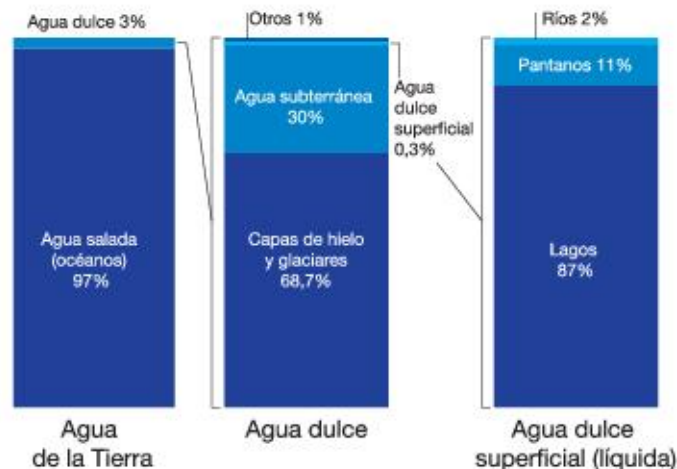 Agua dulce 3%
Agua salada
(océanos)
97%
Agua
de la Tierra
Otros 1%
Agua subterránea
30%
Capas de hielo
y glaciares
68,7%
Agua dulce
Agua
dulce
superficial
0,3%
Ríos 2%
Pantanos 11%
Lagos
87%
Agua dulce
superficial (líquida)